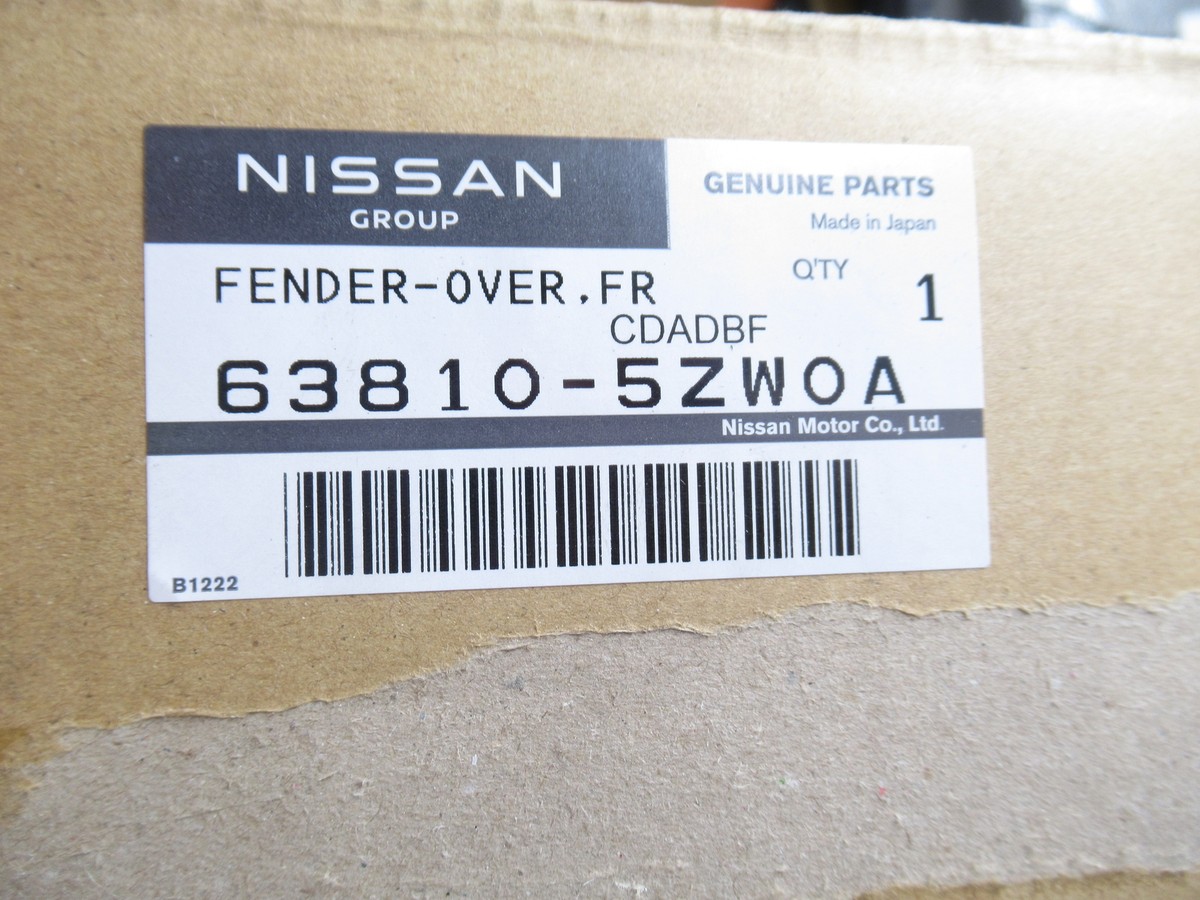 NISSAN
GROUP
GENUINE PARTS
Made in Japan
FENDER-OVER,FR
Q'TY 1
CDADBF
63810-5ZW0A
Nissan Motor Co., Ltd.
B1222